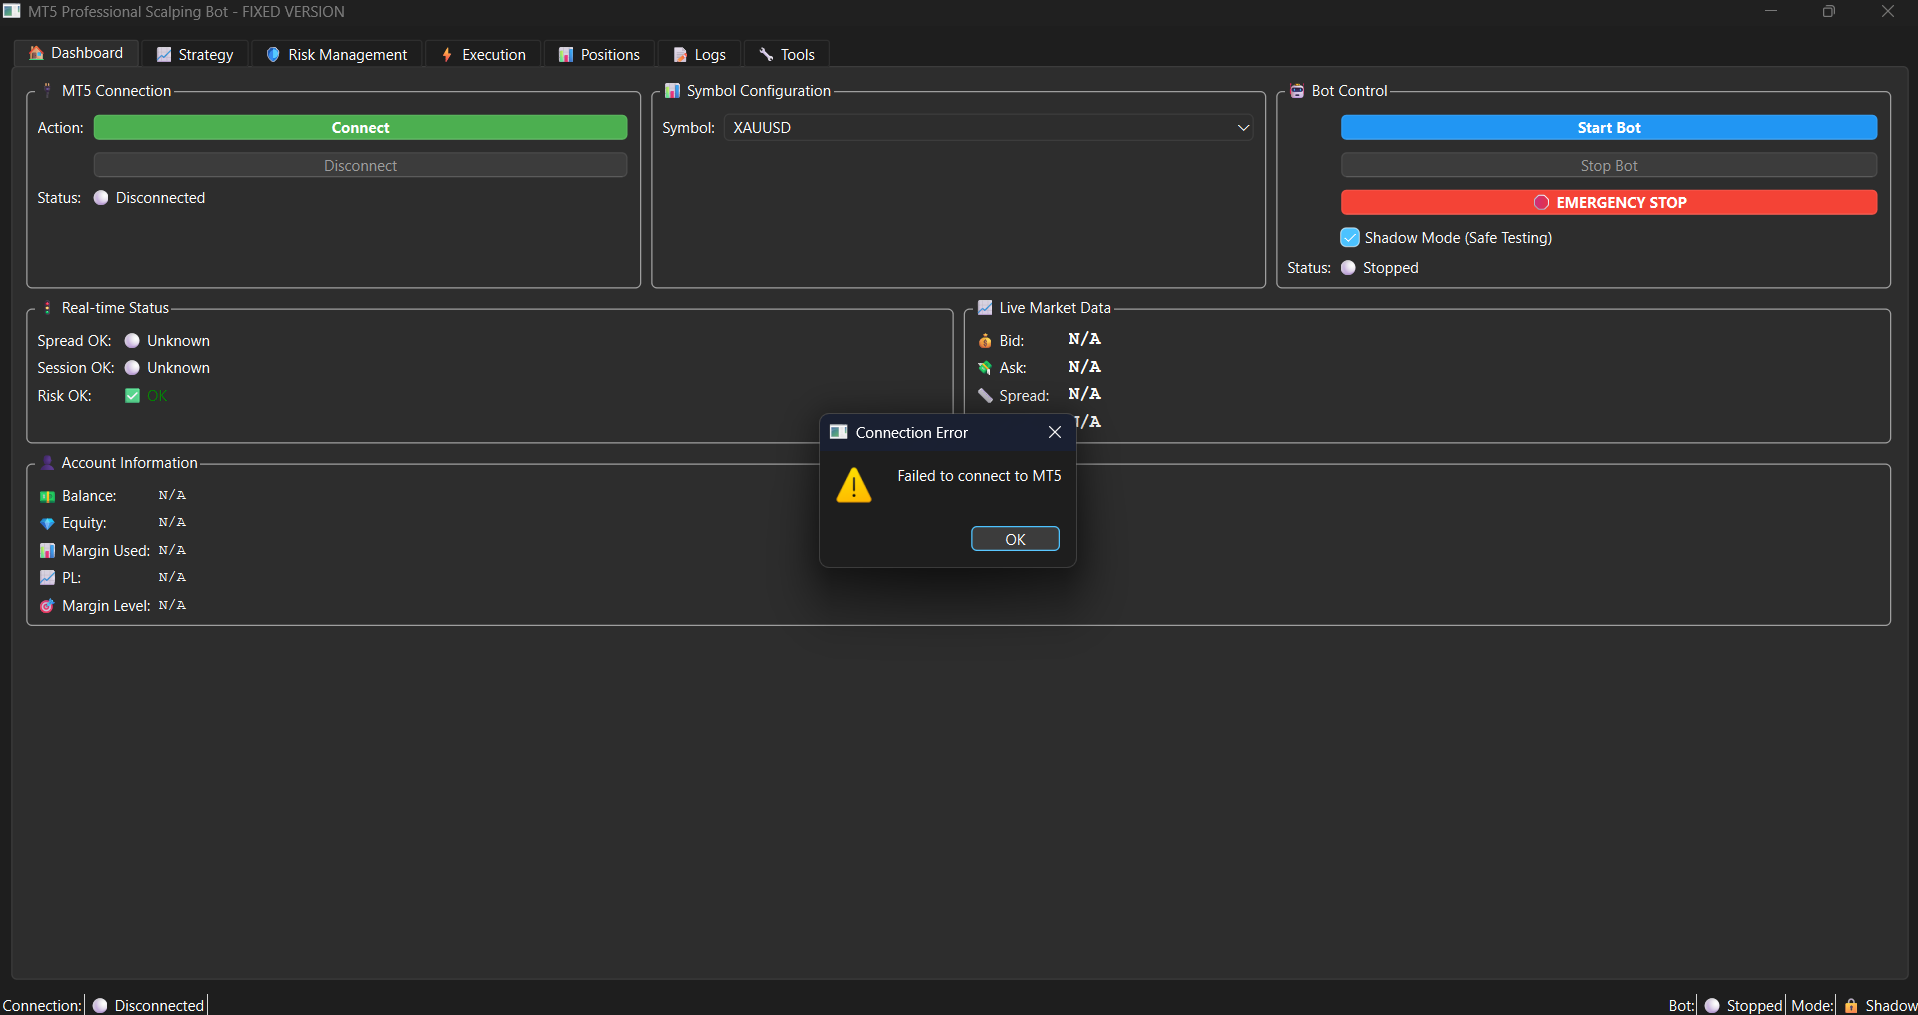 MT5 Professional Scalping Bot - FIXED VERSION
Dashboard
Strategy
Risk Management
Execution
Positions
Logs
Tools
MT5 Connection
Action:
Connect
Disconnect
Status:
Disconnected
Symbol Configuration
Symbol:
XAUUSD
Bot Control
Start Bot
Stop Bot
EMERGENCY STOP
Shadow Mode (Safe Testing)
Status:
Stopped
Real-time Status
Spread OK:
Unknown
Session OK:
Unknown
Risk OK:
OK
Live Market Data
Bid:
N/A
Ask:
N/A
Spread:
N/A
/A
Connection Error
Failed to connect to MT5
OK
Account Information
Balance:
N/A
Equity:
N/A
Margin Used:
N/A
PL:
N/A
Margin Level:
N/A
Connection:
Disconnected
Bot:
Stopped
Mode:
Shadow